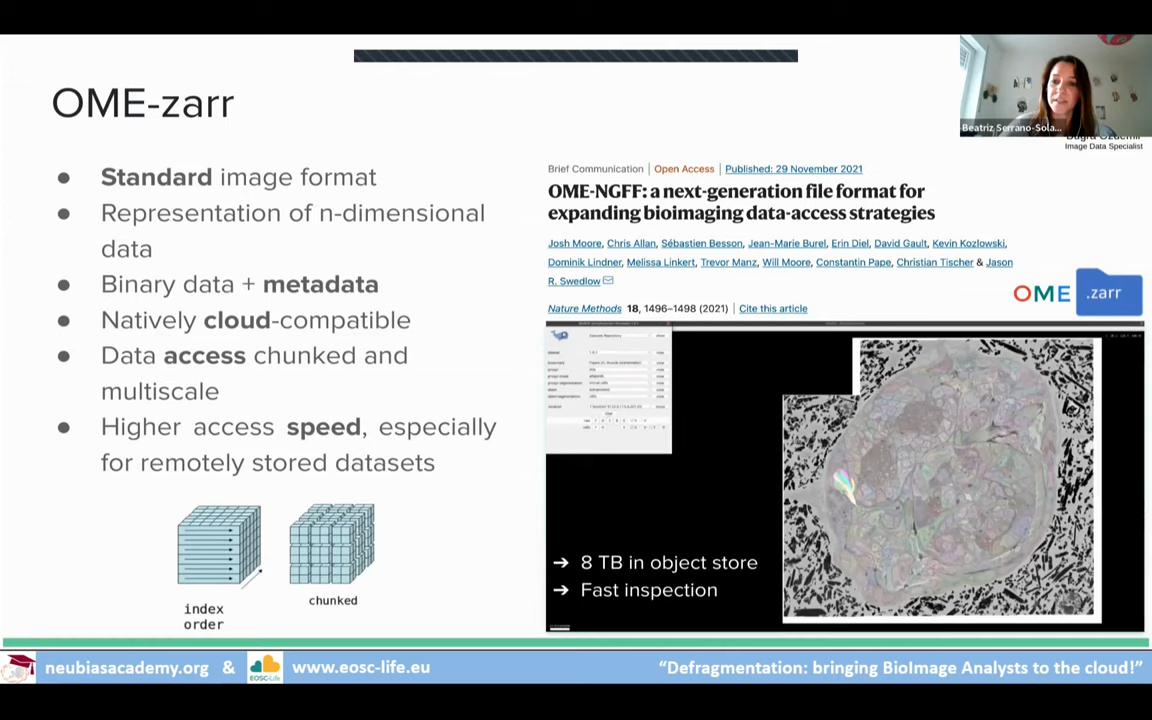 OME-zarr
● Standard image format
● Representation of n-dimensional
data
● Binary data + metadata
● Natively cloud-compatible
● Data access chunked and
multiscale
● Higher access speed, especially
for remotely stored datasets
index
order
chunked
Beatriz Serrano-Sola...
Image Data Specialist
Brief Communication | Open Access | Published: 29 November 2021
OME-NGFF: a next-generation file format for
expanding bioimaging data-access strategies
Josh Moore, Chris Allan, Sébastien Besson, Jean-Marie Burel, Erin Diel, David Gault, Kevin Kozlowski,
Dominik Lindner, Melissa Linkert, Trevor Manz, Will Moore, Constantin Pape, Christian Tischer & Jason
R. Swedlow
Nature Methods 18, 1496–1498 (2021) | Cite this article
OME .zarr
➔ 8 TB in object store
➔ Fast inspection
neubiasacademy.org & EOSC-Life www.eosc-life.eu
“Defragmentation: bringing BioImage Analysts to the cloud!”